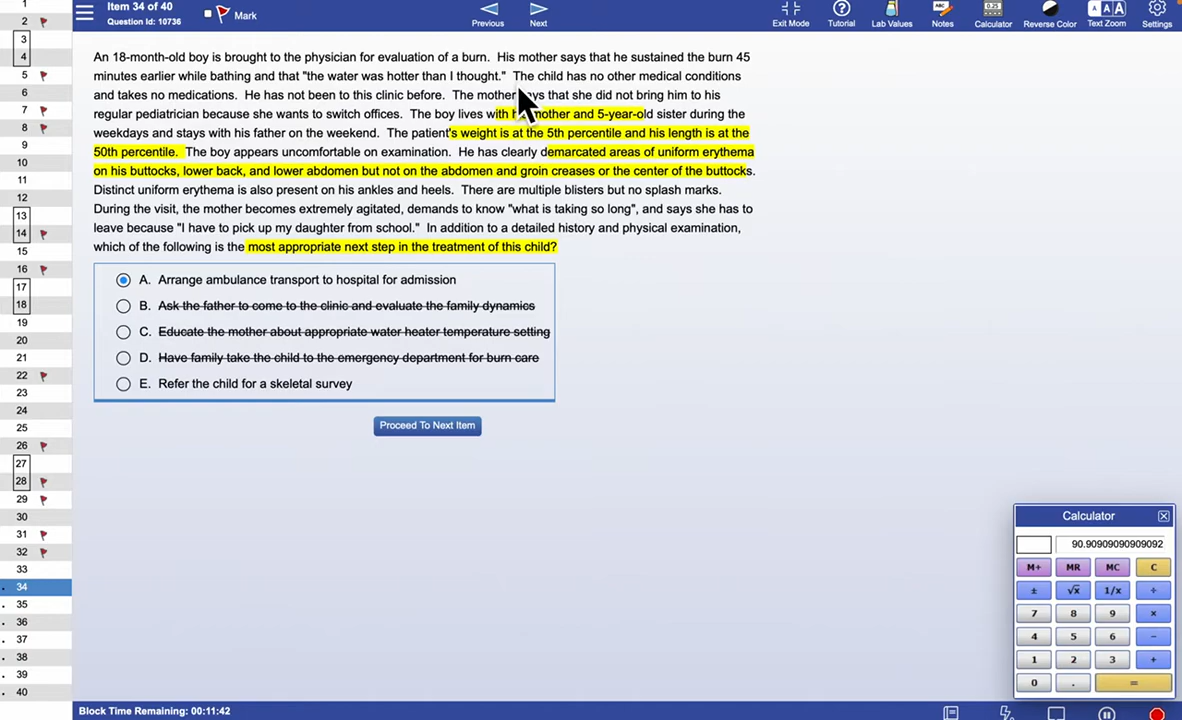 Item 34 of 40
Question Id: 10736
Mark
Previous
Next
Exit Mode
Tutorial
Lab Values
Notes
Calculator
Reverse Color
Text Zoom
Settings
1
2
3
4
5
6
7
8
9
10
11
12
13
14
15
16
17
18
19
20
21
22
23
24
25
26
27
28
29
30
31
32
33
34
35
36
37
38
39
40
An 18-month-old boy is brought to the physician for evaluation of a burn. His mother says that he sustained the burn 45
minutes earlier while bathing and that "the water was hotter than I thought." The child has no other medical conditions
and takes no medications. He has not been to this clinic before. The mother says that she did not bring him to his
regular pediatrician because she wants to switch offices. The boy lives with his mother and 5-year-old sister during the
weekdays and stays with his father on the weekend. The patient's weight is at the 5th percentile and his length is at the
50th percentile. The boy appears uncomfortable on examination. He has clearly demarcated areas of uniform erythema
on his buttocks, lower back, and lower abdomen but not on the abdomen and groin creases or the center of the buttocks.
Distinct uniform erythema is also present on his ankles and heels. There are multiple blisters but no splash marks.
During the visit, the mother becomes extremely agitated, demands to know "what is taking so long", and says she has to
leave because "I have to pick up my daughter from school." In addition to a detailed history and physical examination,
which of the following is the most appropriate next step in the treatment of this child?
A. Arrange ambulance transport to hospital for admission
B. Ask the father to come to the clinic and evaluate the family dynamics
C. Educate the mother about appropriate water heater temperature setting
D. Have family take the child to the emergency department for burn care
E. Refer the child for a skeletal survey
Proceed To Next Item
Calculator
90.90909090909092
M+ MR MC C
± √x 1/x ÷
7 8 9 ×
4 5 6 −
1 2 3 +
0 . =
Block Time Remaining: 00:11:42